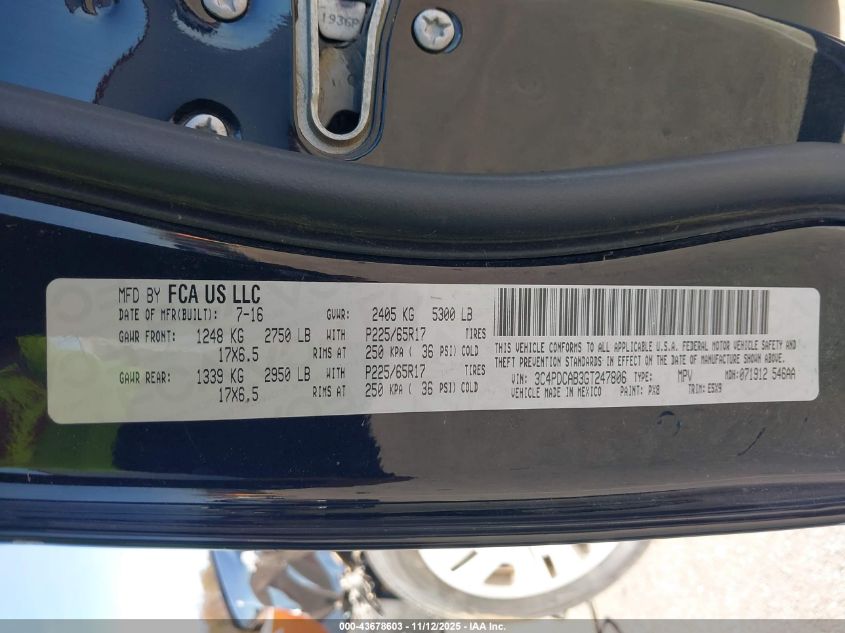 1936P
MFD BY FCA US LLC
DATE OF MFR(BUILT): 7-16 GVWR: 2405 KG 5300 LB
GAWR FRONT: 1248 KG 2750 LB WITH P225/65R17 TIRES
17X6.5 RIMS AT 250 KPA ( 36 PSI) COLD
GAWR REAR: 1339 KG 2950 LB WITH P225/65R17 TIRES
17X6.5 RIMS AT 250 KPA ( 36 PSI) COLD
THIS VEHICLE CONFORMS TO ALL APPLICABLE U.S.A. FEDERAL MOTOR VEHICLE SAFETY AND
THEFT PREVENTION STANDARDS IN EFFECT ON THE DATE OF MANUFACTURE SHOWN ABOVE.
VIN: 3C4PDCAB3GT247806 TYPE: MPV MDH: 071912 546AA
VEHICLE MADE IN MEXICO PAINT: PX8 TRIM: E5X9
000-43678603 - 11/12/2025 - IAA Inc.